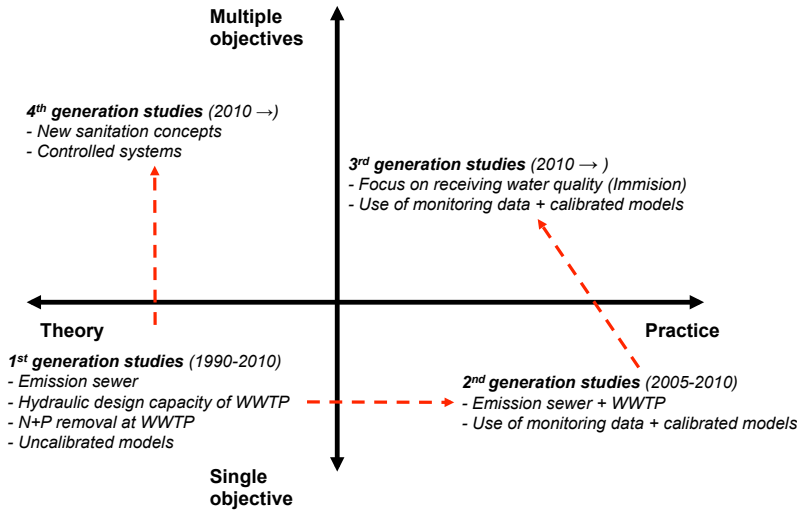 Multiple
objectives
4th generation studies (2010 →)
- New sanitation concepts
- Controlled systems
3rd generation studies (2010 → )
- Focus on receiving water quality (Immision)
- Use of monitoring data + calibrated models
Theory
Practice
1st generation studies (1990-2010)
- Emission sewer
- Hydraulic design capacity of WWTP
- N+P removal at WWTP
- Uncalibrated models
2nd generation studies (2005-2010)
- Emission sewer + WWTP
- Use of monitoring data + calibrated models
Single
objective